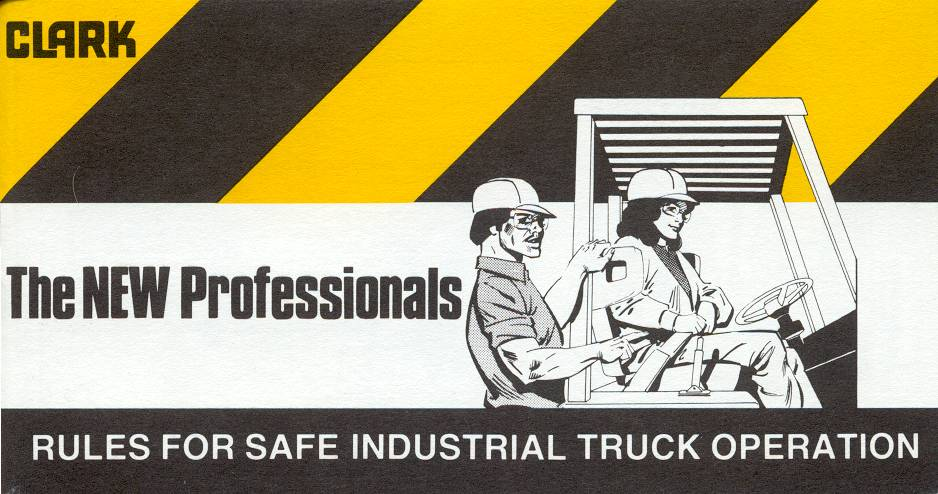 CLARK
The NEW Professionals
RULES FOR SAFE INDUSTRIAL TRUCK OPERATION